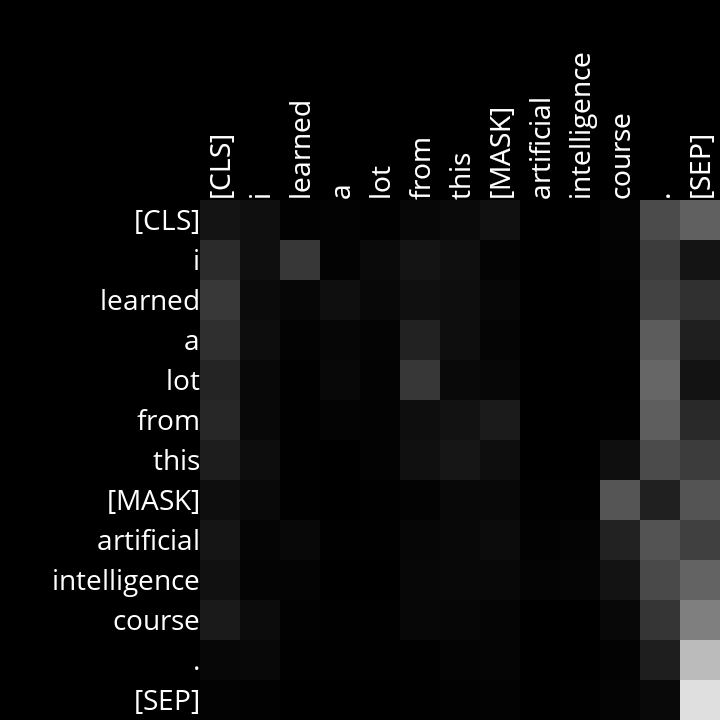 [CLS] i learned a lot from this [MASK] artificial intelligence course . [SEP]
[CLS]
i
learned
a
lot
from
this
[MASK]
artificial
intelligence
course
.
[SEP]